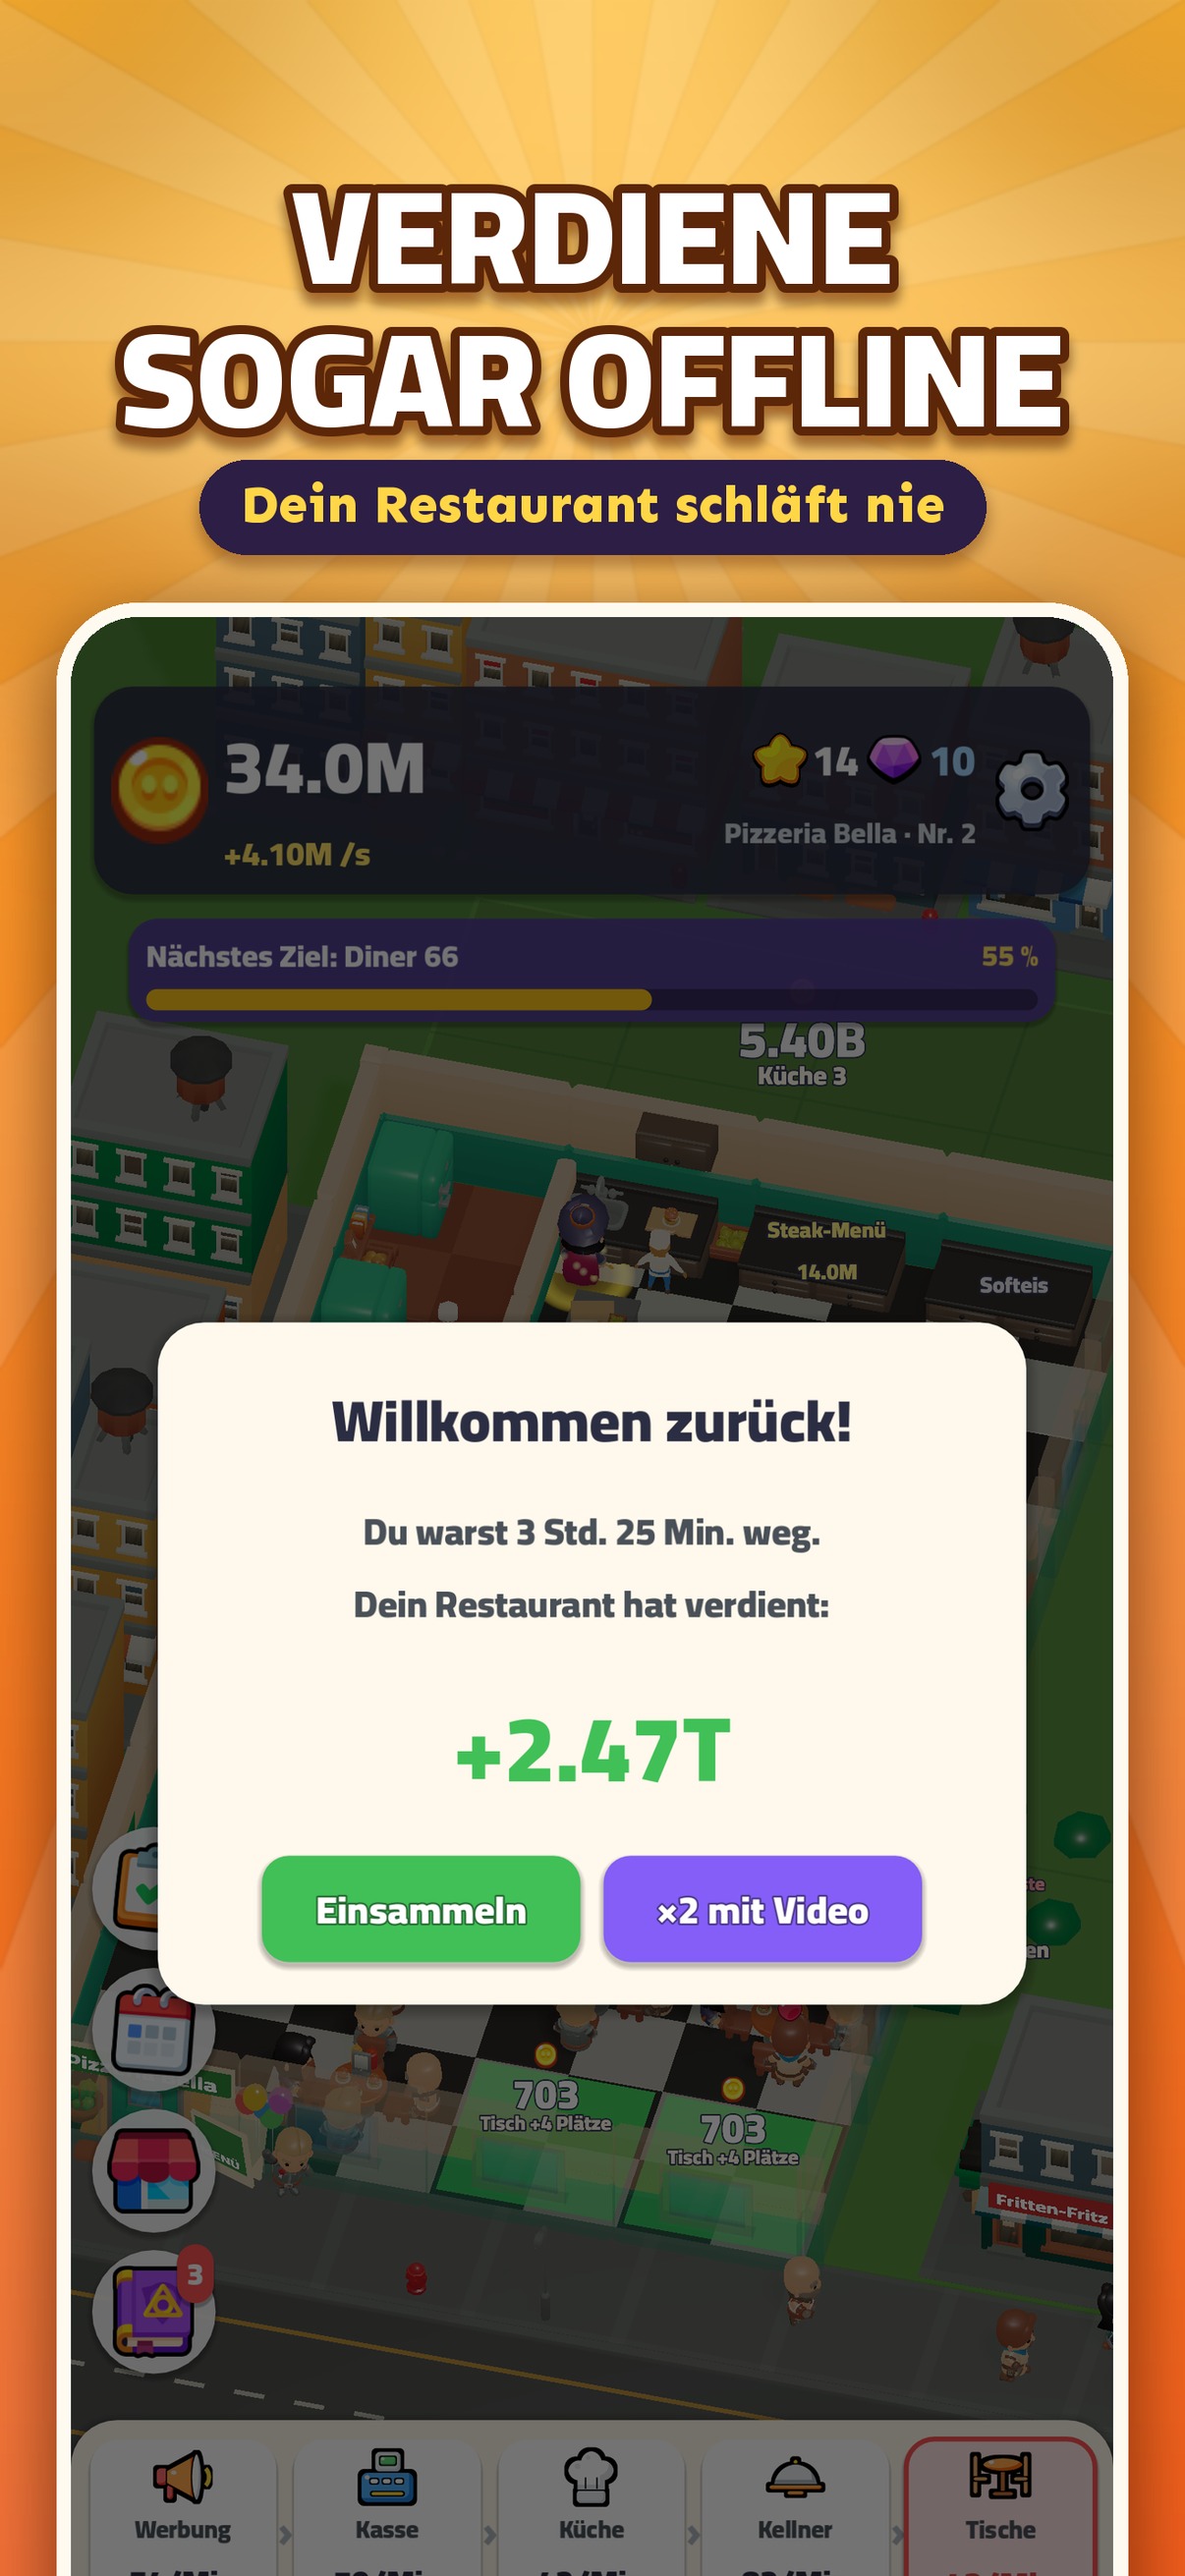 VERDIENE
SOGAR OFFLINE
Dein Restaurant schläft nie
34.0M
14
10
+4.10M /s
Pizzeria Bella · Nr. 2
Nächstes Ziel: Diner 66
55 %
5.40B
Küche 3
Steak-Menü
14.0M
Softeis
Willkommen zurück!
Du warst 3 Std. 25 Min. weg.
Dein Restaurant hat verdient:
+2.47T
Einsammeln
×2 mit Video
703
Tisch +4 Plätze
703
Tisch +4 Plätze
Fritten-Fritz
3
Werbung
Kasse
Küche
Kellner
Tische